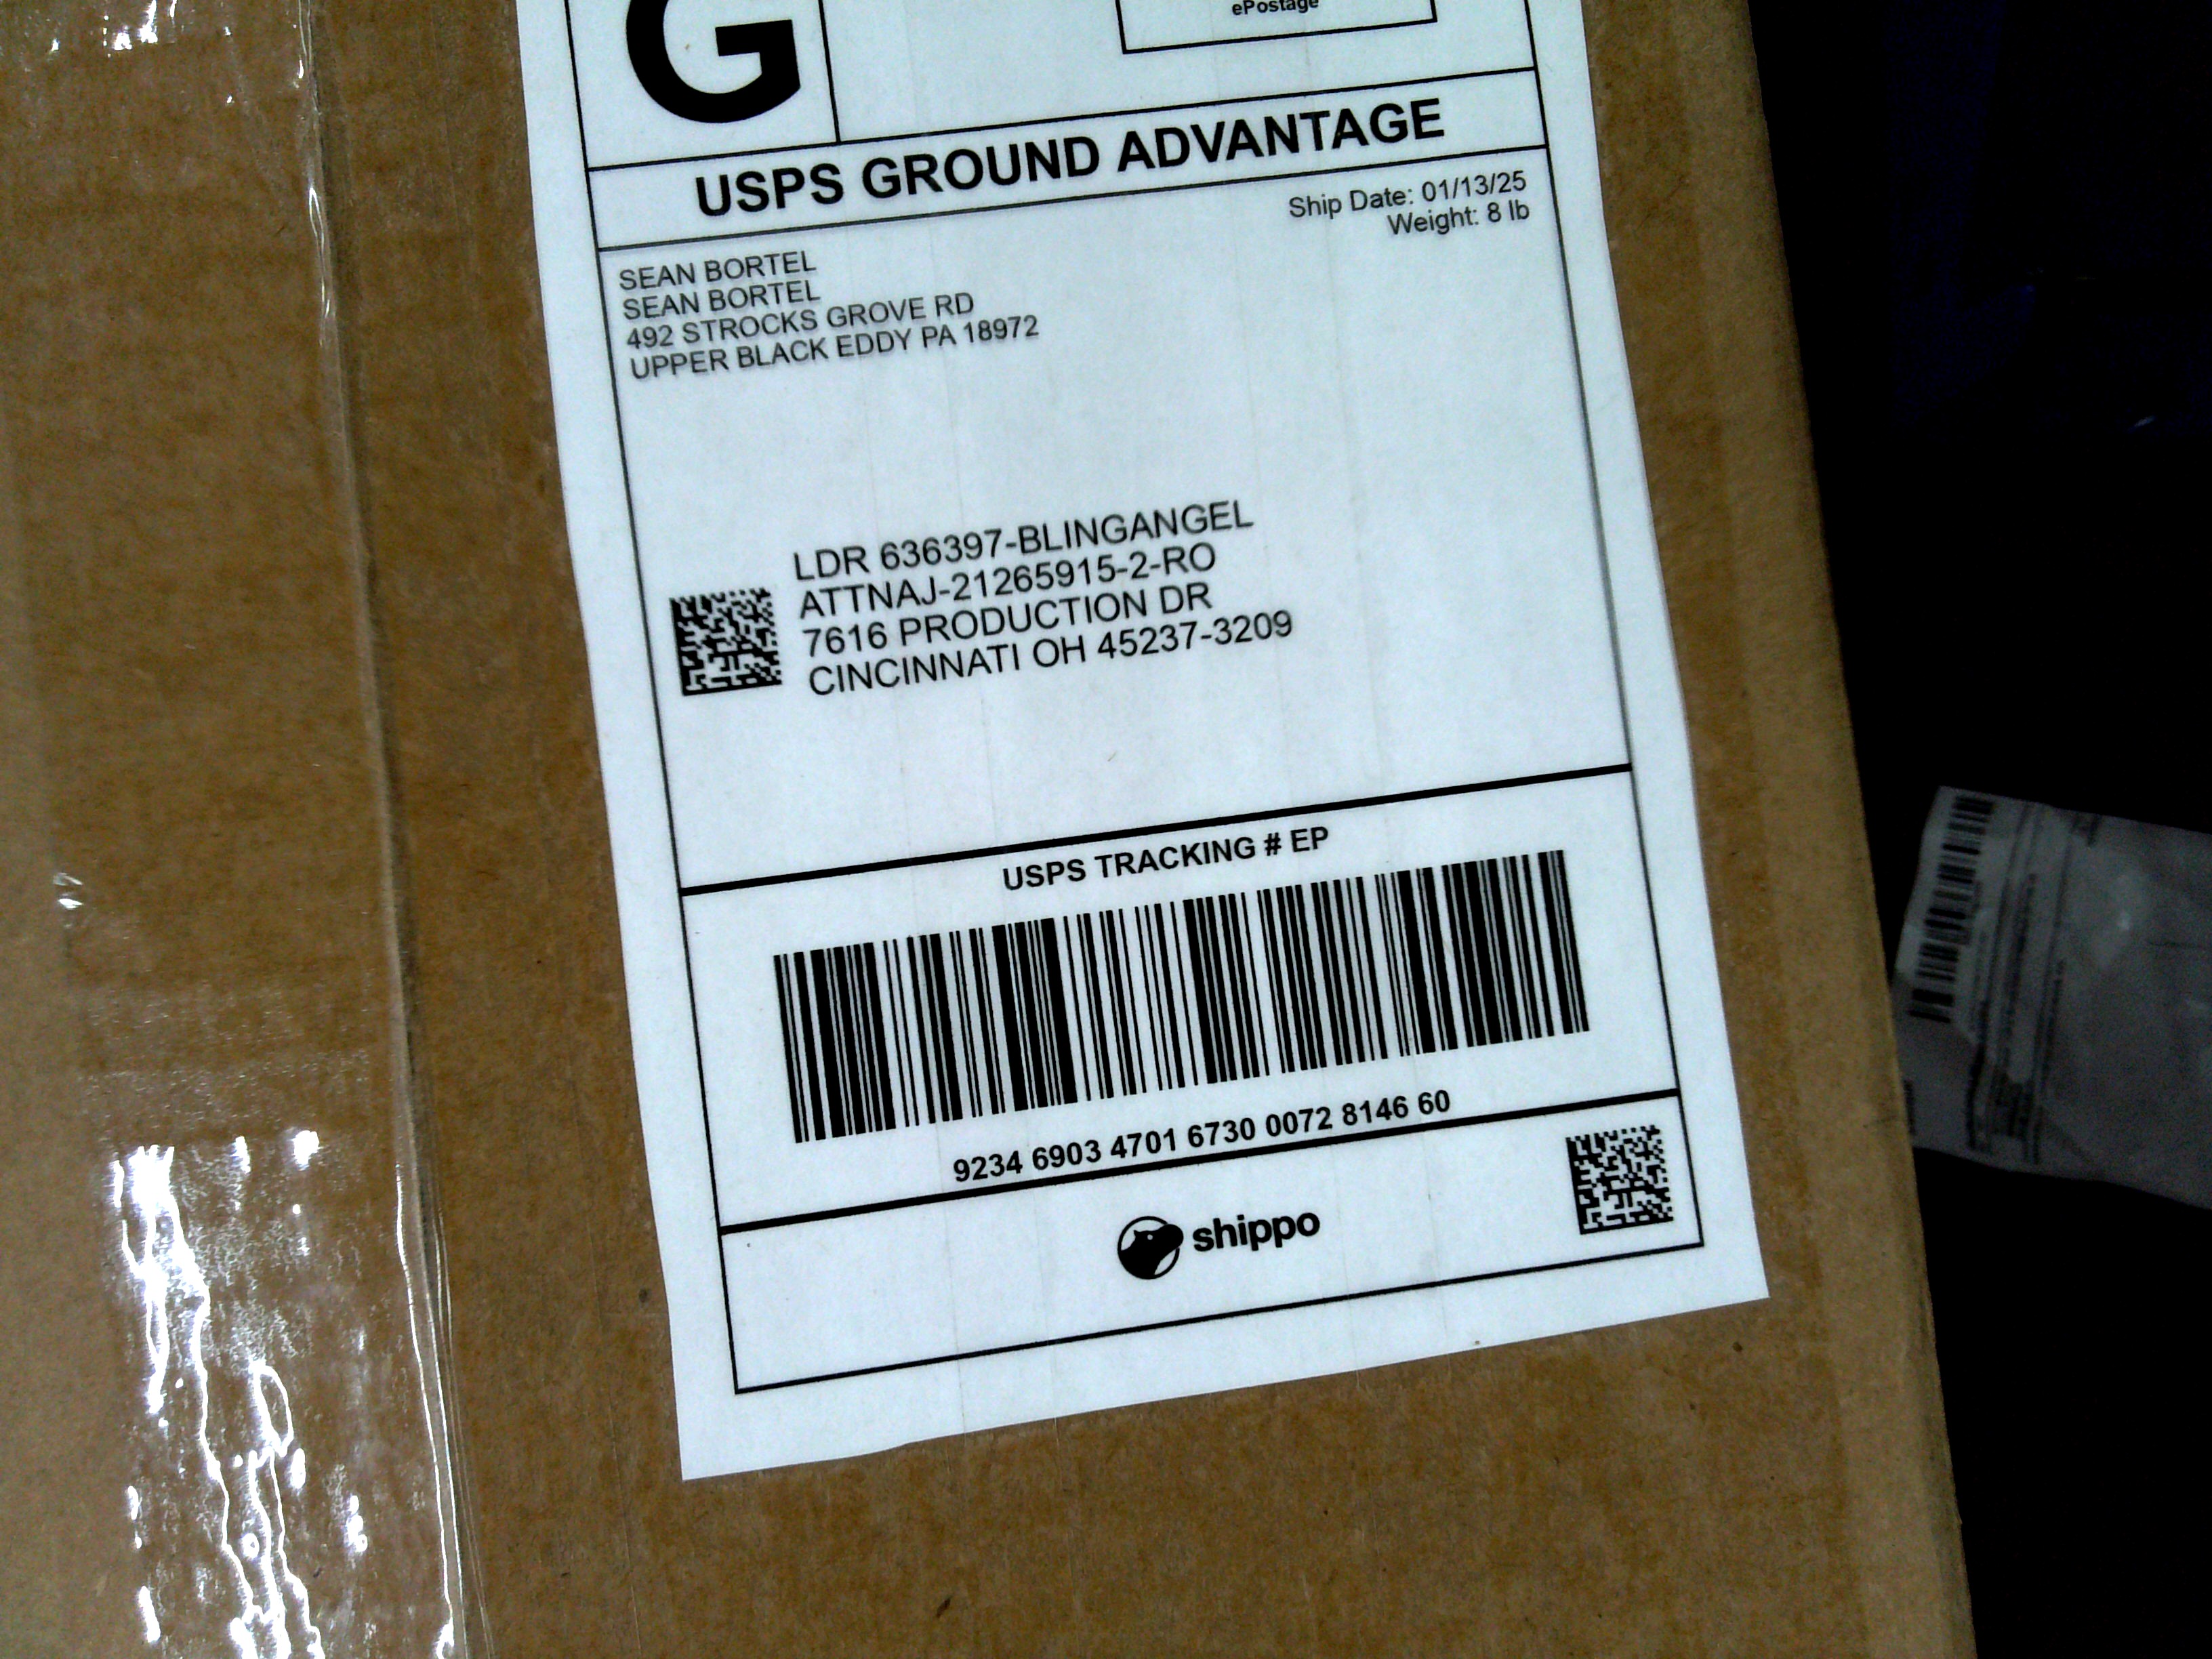 G
ePostage
USPS GROUND ADVANTAGE
Ship Date: 01/13/25
Weight: 8 lb
SEAN BORTEL
SEAN BORTEL
492 STROCKS GROVE RD
UPPER BLACK EDDY PA 18972
LDR 636397-BLINGANGEL
ATTNAJ-21265915-2-RO
7616 PRODUCTION DR
CINCINNATI OH 45237-3209
USPS TRACKING # EP
9234 6903 4701 6730 0072 8146 60
shippo